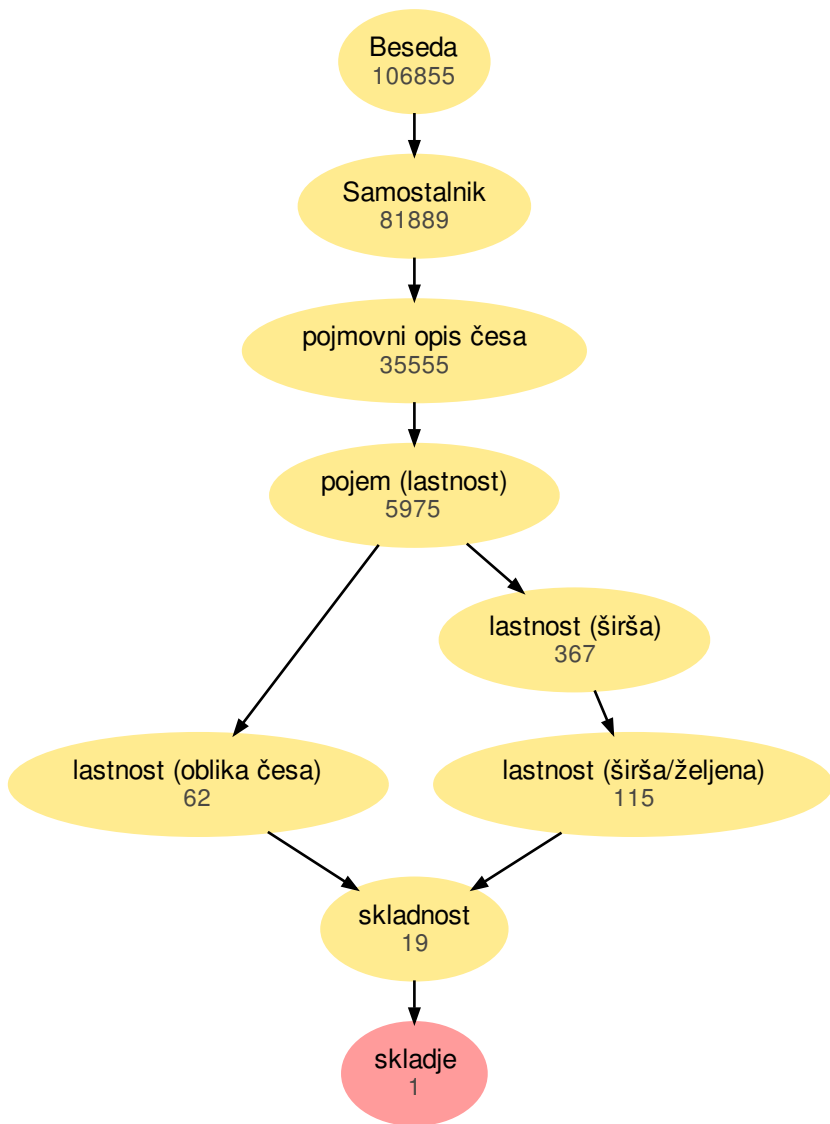 Beseda
106855
Samostalnik
81889
pojmovni opis česa
35555
pojem (lastnost)
5975
lastnost (širša)
367
lastnost (oblika česa)
62
lastnost (širša/željena)
115
skladnost
19
skladje
1